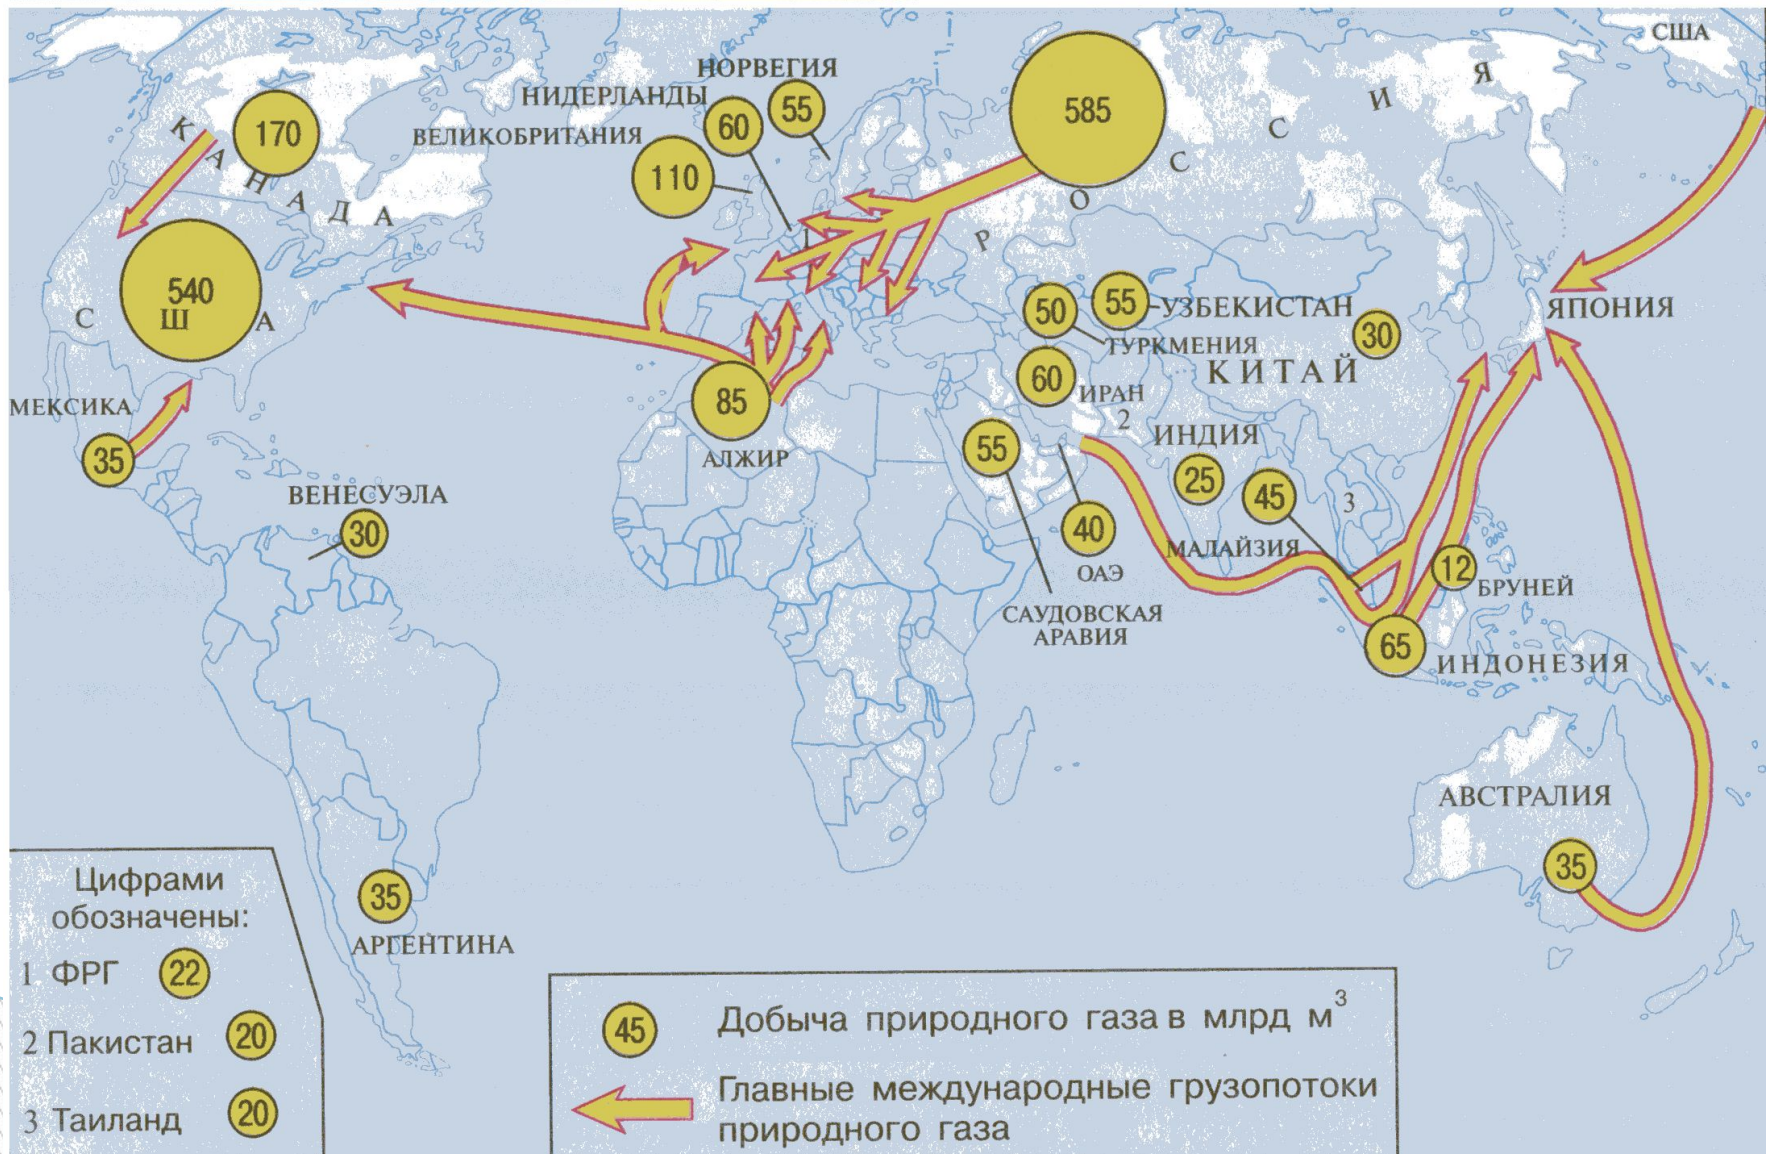 США
НОРВЕГИЯ
55
НИДЕРЛАНДЫ
60
ВЕЛИКОБРИТАНИЯ
110
585
РОССИЯ
КАНАДА
170
540
США
МЕКСИКА
35
ВЕНЕСУЭЛА
30
85
АЛЖИР
50
55
УЗБЕКИСТАН
ТУРКМЕНИЯ
30
КИТАЙ
60
ИРАН
1
2
3
ЯПОНИЯ
ИНДИЯ
25
45
МАЛАЙЗИЯ
55
САУДОВСКАЯ
АРАВИЯ
40
ОАЭ
12
БРУНЕЙ
65
ИНДОНЕЗИЯ
АВСТРАЛИЯ
35
35
АРГЕНТИНА
Цифрами
обозначены:
1 ФРГ 22
2 Пакистан 20
3 Таиланд 20
45 Добыча природного газа в млрд м³
Главные международные грузопотоки
природного газа